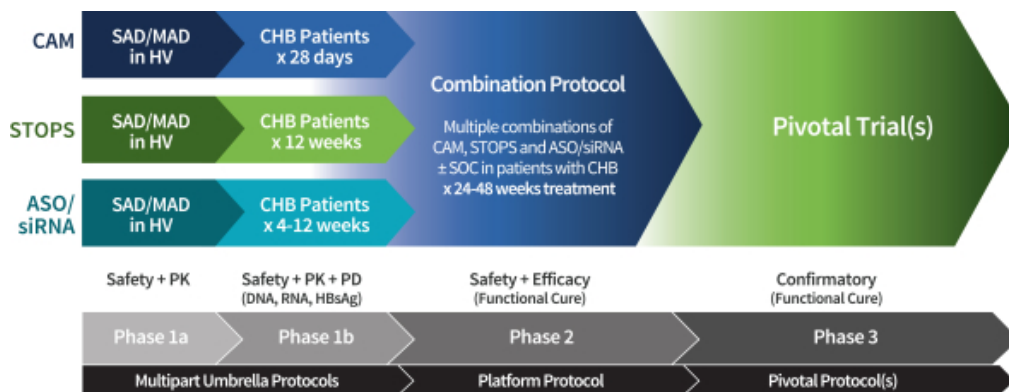 CAM
SAD/MAD
in HV
CHB Patients
x 28 days
STOPS
SAD/MAD
in HV
CHB Patients
x 12 weeks
ASO/
siRNA
SAD/MAD
in HV
CHB Patients
x 4-12 weeks
Combination Protocol
Multiple combinations of
CAM, STOPS and ASO/siRNA
± SOC in patients with CHB
x 24-48 weeks treatment
Pivotal Trial(s)
Safety + PK
Safety + PK + PD
(DNA, RNA, HBsAg)
Safety + Efficacy
(Functional Cure)
Confirmatory
(Functional Cure)
Phase 1a
Phase 1b
Phase 2
Phase 3
Multipart Umbrella Protocols
Platform Protocol
Pivotal Protocol(s)